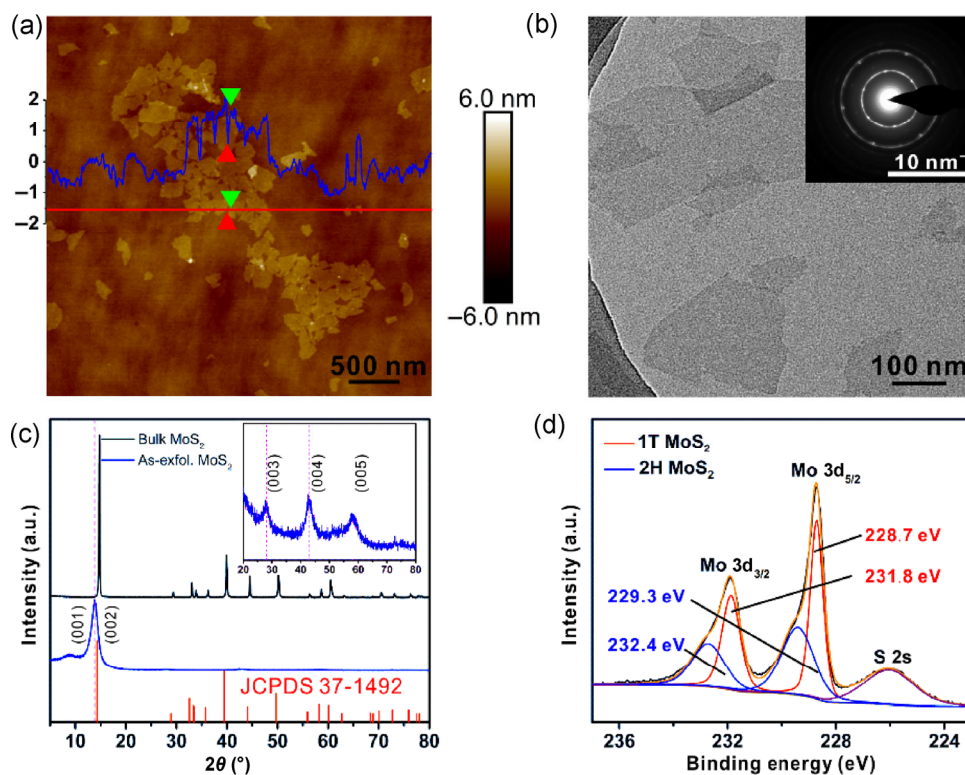 (a)
2
1
0
−1
−2
500 nm
6.0 nm
−6.0 nm
(b)
10 nm⁻
100 nm
(c)
Bulk MoS₂
As-exfol. MoS₂
(003)
(004)
(005)
20 30 40 50 60 70 80
(001)
(002)
JCPDS 37-1492
Intensity (a.u.)
10 20 30 40 50 60 70 80
2θ (°)
(d)
1T MoS₂
2H MoS₂
Mo 3d₅/₂
228.7 eV
Mo 3d₃/₂
231.8 eV
229.3 eV
232.4 eV
S 2s
Intensity (a.u.)
236 232 228 224
Binding energy (eV)